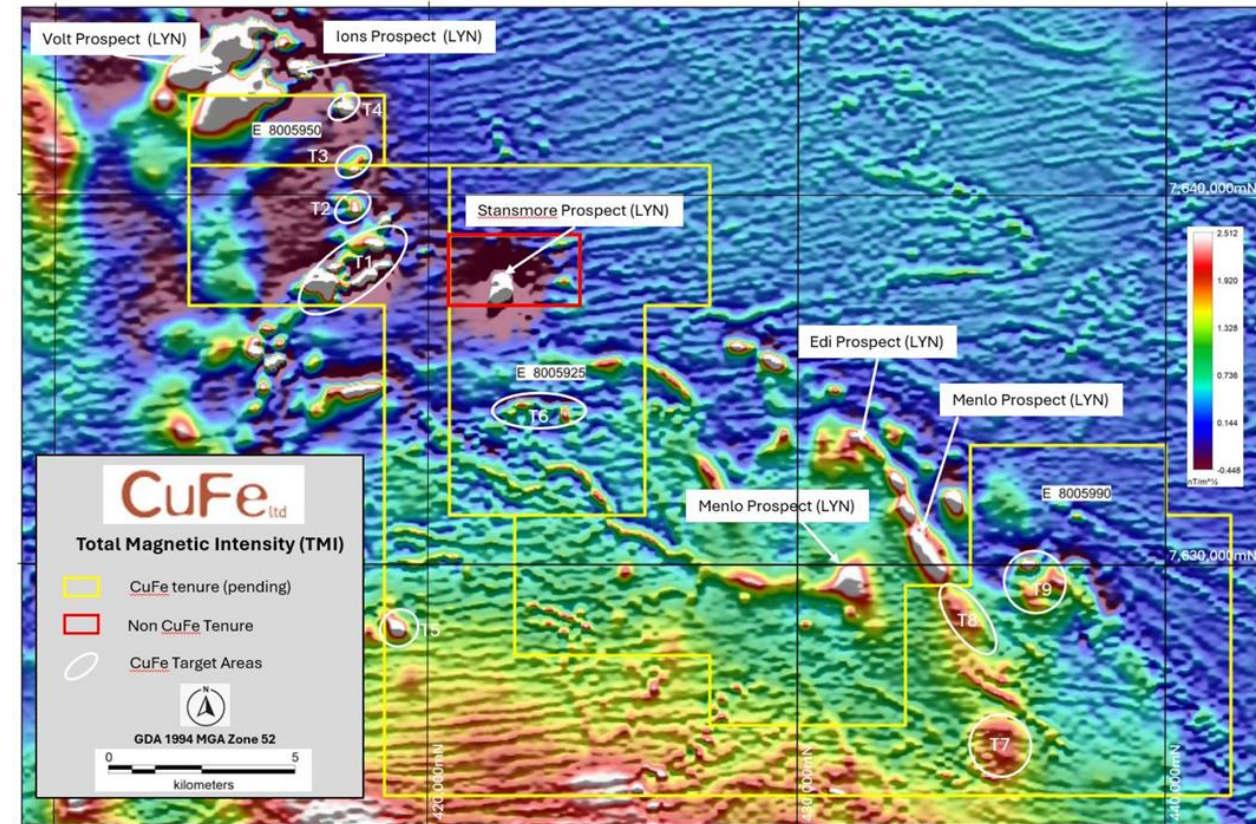 Volt Prospect (LYN)
Ions Prospect (LYN)
T4
E 8005950
T3
7,640,000mN
T2
Stansmore Prospect (LYN)
T1
2.512
1.920
1.328
0.736
0.144
-0.448
nT/m^½
Edi Prospect (LYN)
E 8005925
Menlo Prospect (LYN)
T6
E 8005990
Menlo Prospect (LYN)
7,630,000mN
T9
T8
T5
T7
420,000mN
430,000mN
440,000mN
CuFe ltd
Total Magnetic Intensity (TMI)
CuFe tenure (pending)
Non CuFe Tenure
CuFe Target Areas
N
GDA 1994 MGA Zone 52
0 5
kilometers